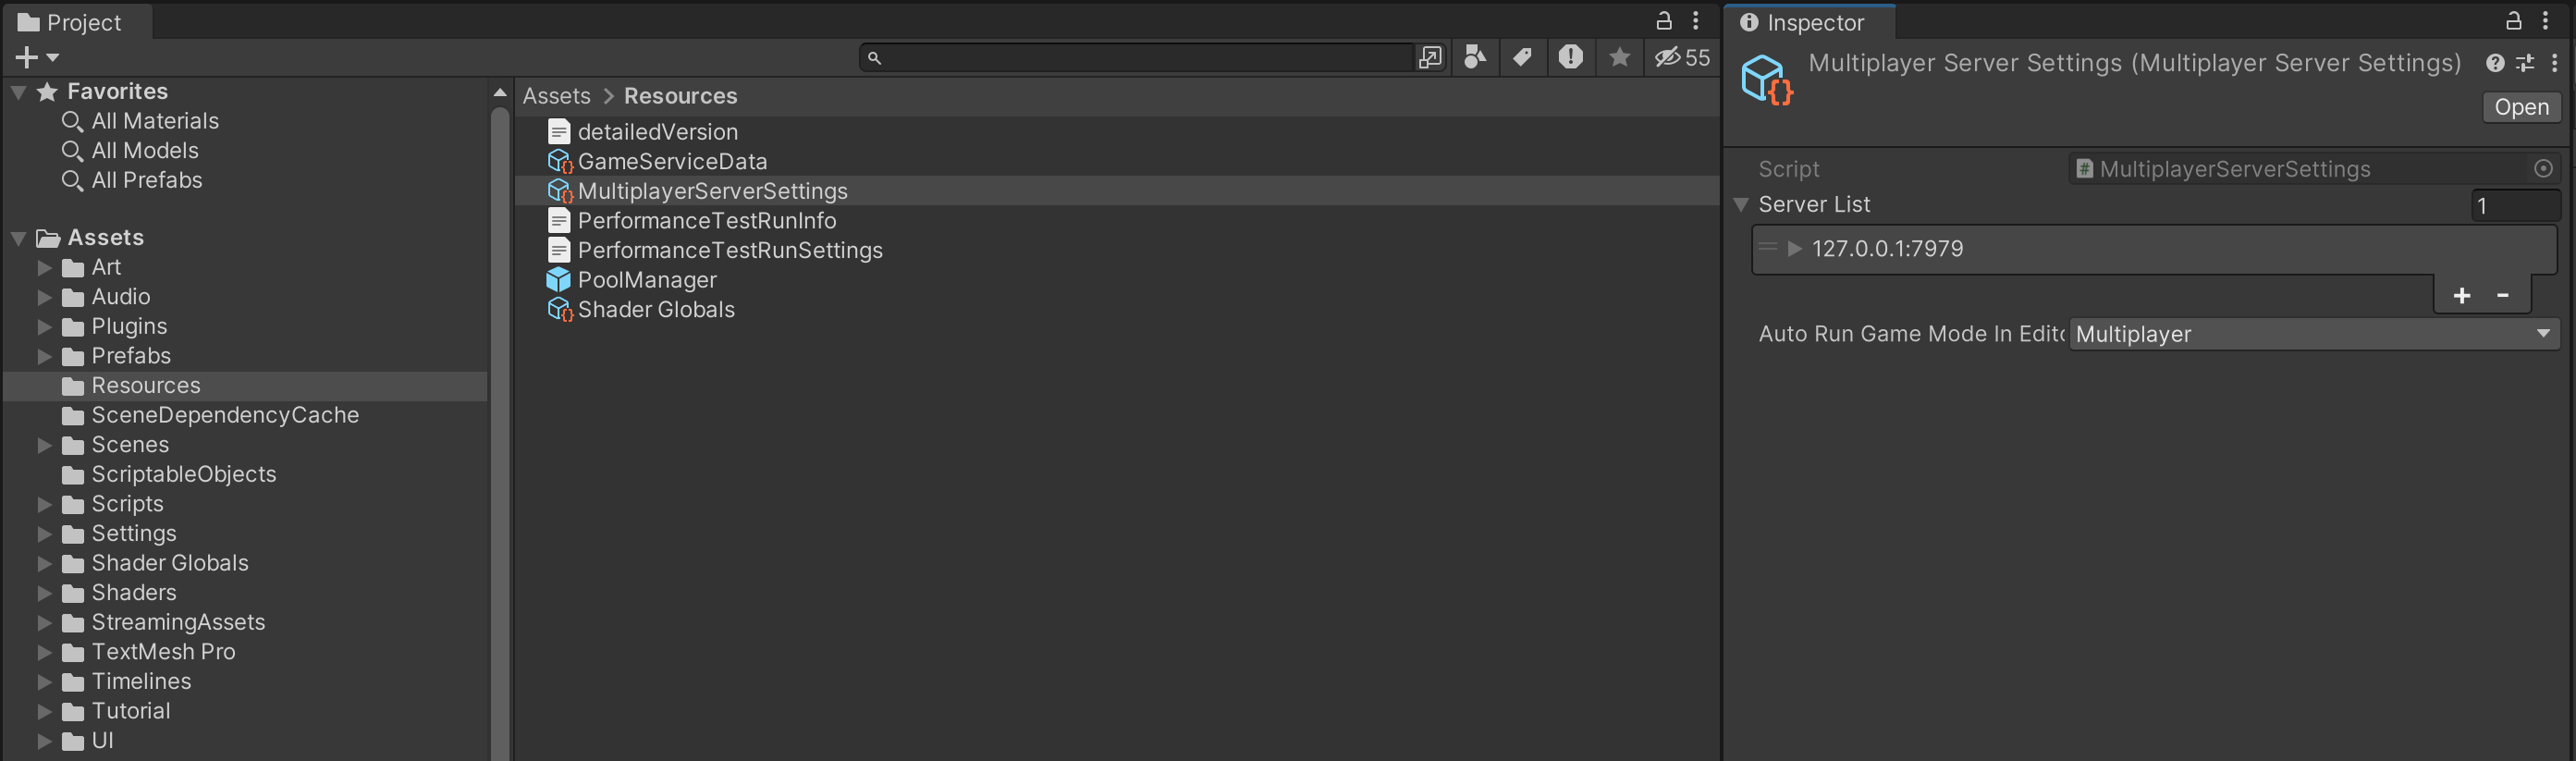 Project
55
Favorites
All Materials
All Models
All Prefabs
Assets
Art
Audio
Plugins
Prefabs
Resources
SceneDependencyCache
Scenes
ScriptableObjects
Scripts
Settings
Shader Globals
Shaders
StreamingAssets
TextMesh Pro
Timelines
Tutorial
UI
Assets > Resources
detailedVersion
GameServiceData
MultiplayerServerSettings
PerformanceTestRunInfo
PerformanceTestRunSettings
PoolManager
Shader Globals
Inspector
Multiplayer Server Settings (Multiplayer Server Settings)
Open
Script MultiplayerServerSettings
Server List 1
127.0.0.1:7979
+ -
Auto Run Game Mode In Edito Multiplayer